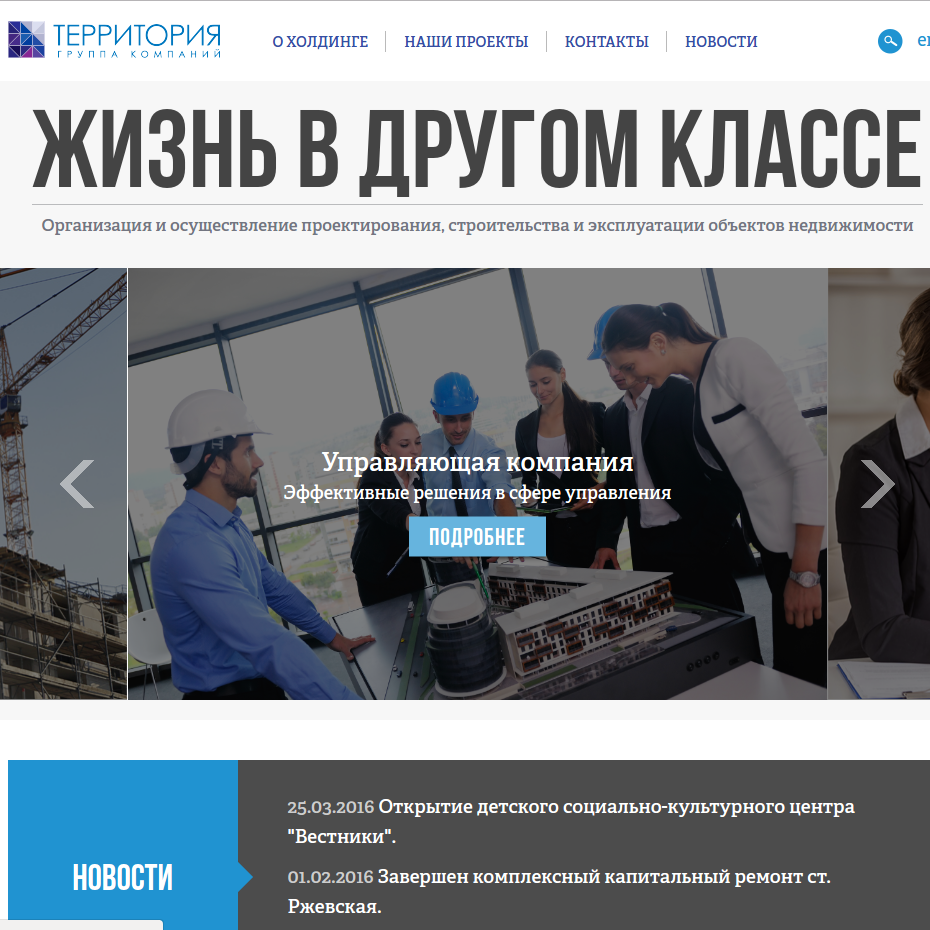 ТЕРРИТОРИЯ
ГРУППА КОМПАНИЙ
О ХОЛДИНГЕ
НАШИ ПРОЕКТЫ
КОНТАКТЫ
НОВОСТИ
ЖИЗНЬ В ДРУГОМ КЛАССЕ
Организация и осуществление проектирования, строительства и эксплуатации объектов недвижимости
Управляющая компания
Эффективные решения в сфере управления
ПОДРОБНЕЕ
НОВОСТИ
25.03.2016 Открытие детского социально-культурного центра
"Вестники".
01.02.2016 Завершен комплексный капитальный ремонт ст.
Ржевская.